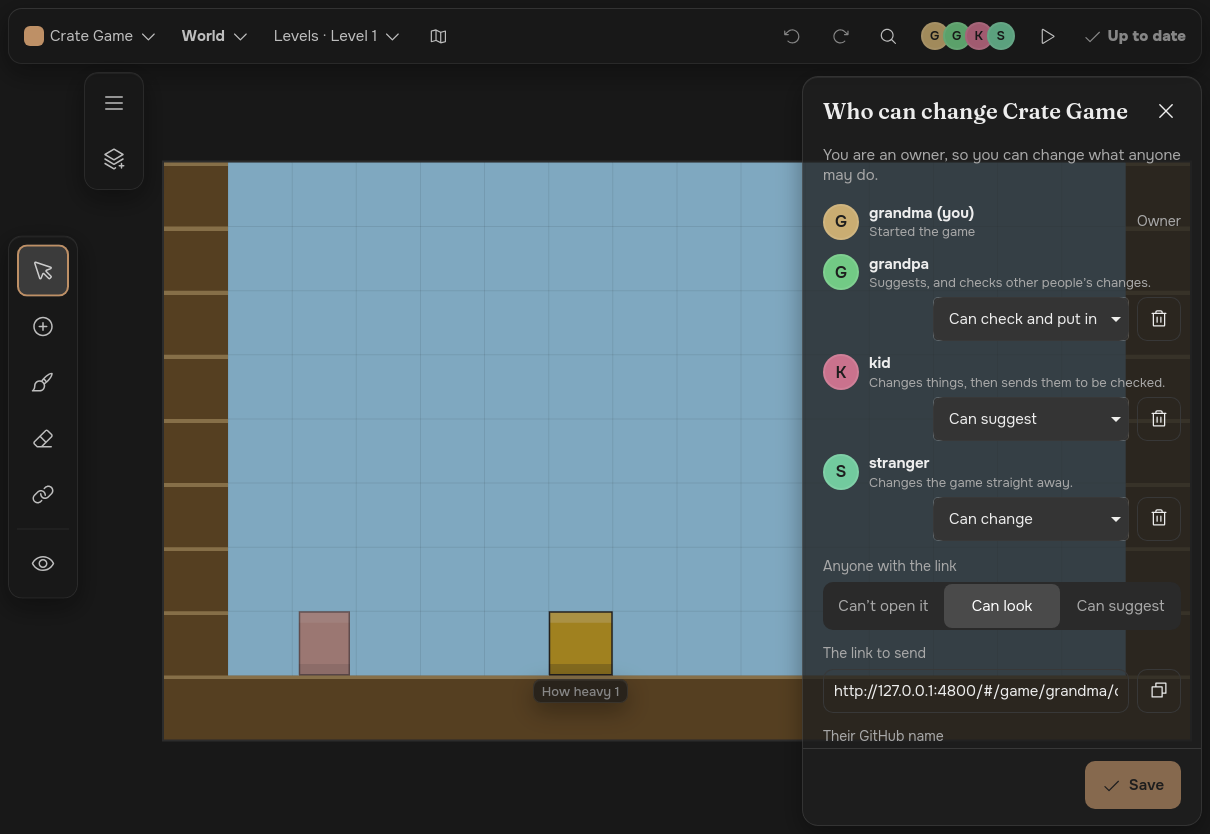 Crate Game
World
Levels · Level 1
G G K S
Up to date
Who can change Crate Game
You are an owner, so you can change what anyone
may do.
G
grandma (you)
Started the game
Owner
G
grandpa
Suggests, and checks other people's changes.
Can check and put in
K
kid
Changes things, then sends them to be checked.
Can suggest
S
stranger
Changes the game straight away.
Can change
Anyone with the link
Can't open it
Can look
Can suggest
The link to send
http://127.0.0.1:4800/#/game/grandma/
Their GitHub name
Save
How heavy 1